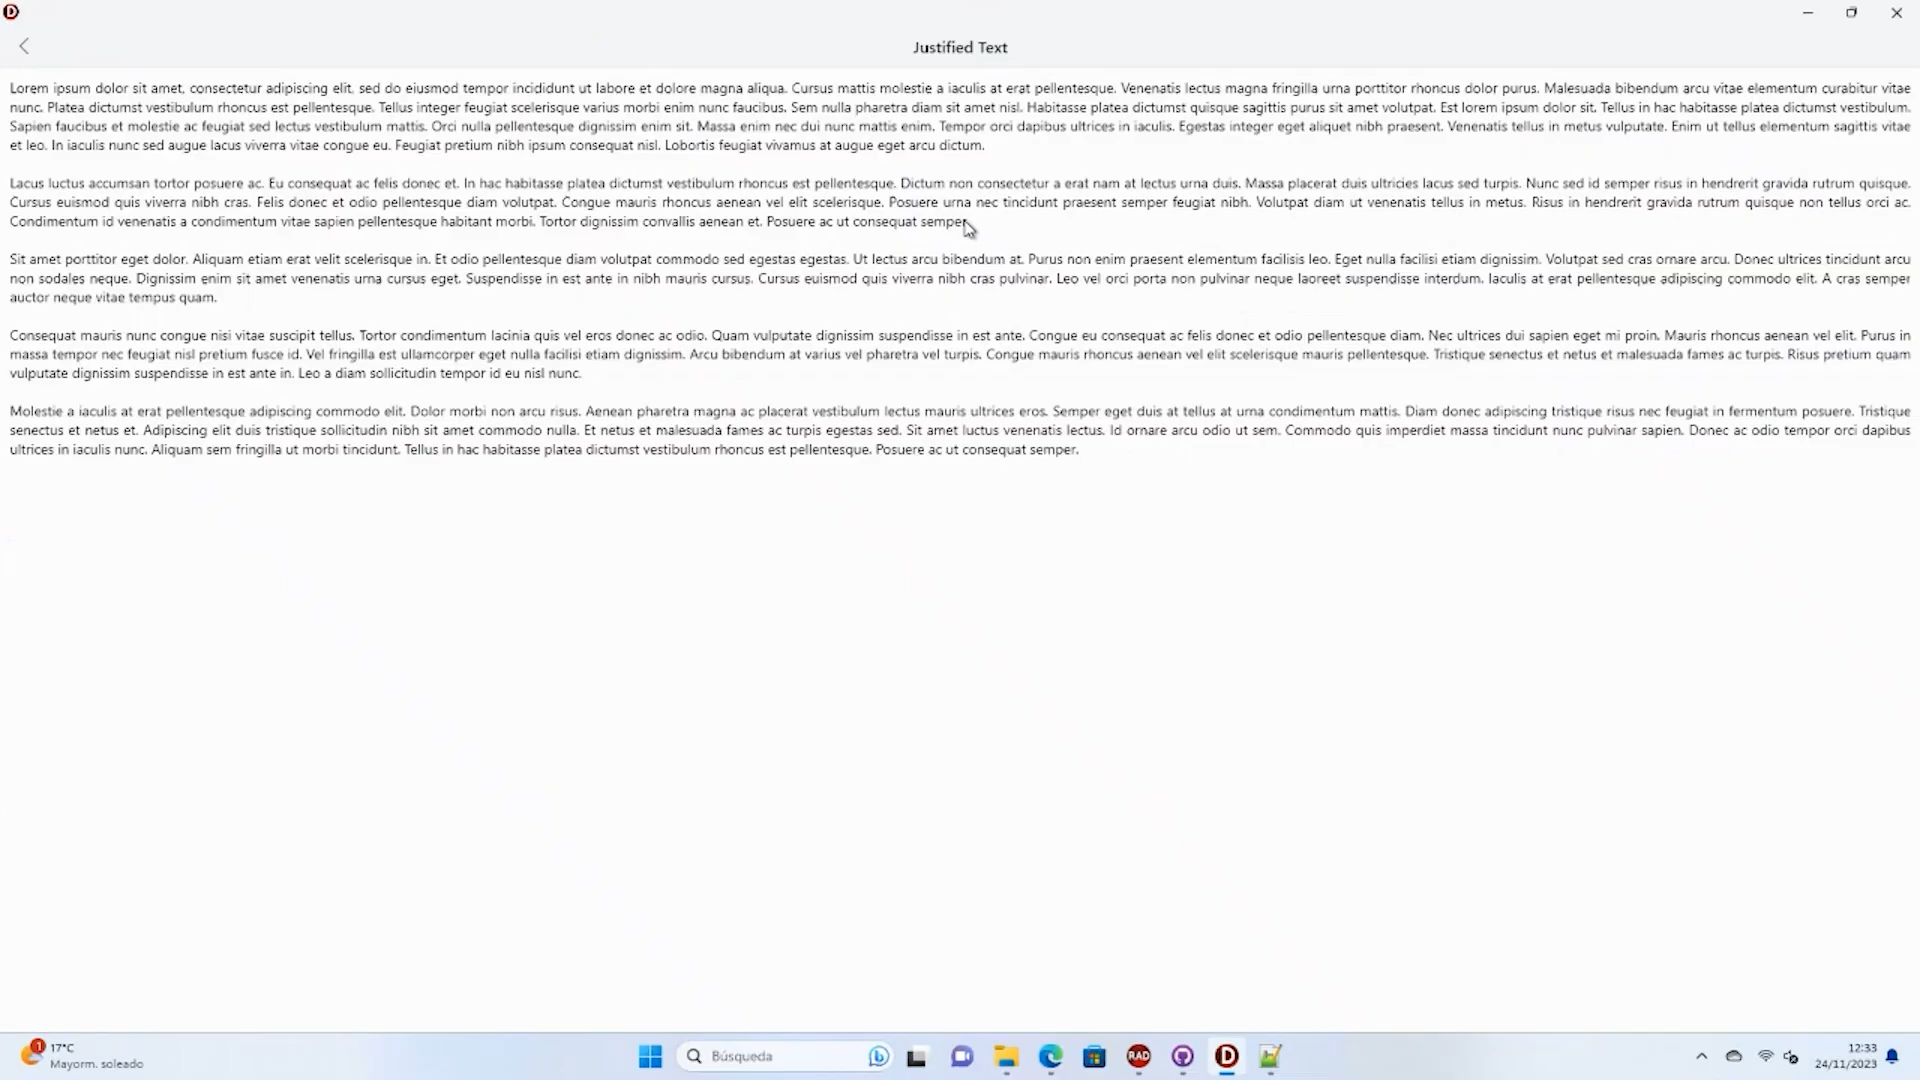 Justified Text
Lorem ipsum dolor sit amet, consectetur adipiscing elit, sed do eiusmod tempor incididunt ut labore et dolore magna aliqua. Cursus mattis molestie a iaculis at erat pellentesque. Venenatis lectus magna fringilla urna porttitor rhoncus dolor purus. Malesuada bibendum arcu vitae elementum curabitur vitae
nunc. Platea dictumst vestibulum rhoncus est pellentesque. Tellus integer feugiat scelerisque varius morbi enim nunc faucibus. Sem nulla pharetra diam sit amet nisl. Habitasse platea dictumst quisque sagittis purus sit amet volutpat. Est lorem ipsum dolor sit. Tellus in hac habitasse platea dictumst vestibulum.
Sapien faucibus et molestie ac feugiat sed lectus vestibulum mattis. Orci nulla pellentesque dignissim enim sit. Massa enim nec dui nunc mattis enim. Tempor orci dapibus ultrices in iaculis. Egestas integer eget aliquet nibh praesent. Venenatis tellus in metus vulputate. Enim ut tellus elementum sagittis vitae
et leo. In iaculis nunc sed augue lacus viverra vitae congue eu. Feugiat pretium nibh ipsum consequat nisl. Lobortis feugiat vivamus at augue eget arcu dictum.
Lacus luctus accumsan tortor posuere ac. Eu consequat ac felis donec et. In hac habitasse platea dictumst vestibulum rhoncus est pellentesque. Dictum non consectetur a erat nam at lectus urna duis. Massa placerat duis ultricies lacus sed turpis. Nunc sed id semper risus in hendrerit gravida rutrum quisque.
Cursus euismod quis viverra nibh cras. Felis donec et odio pellentesque diam volutpat. Congue mauris rhoncus aenean vel elit scelerisque. Posuere urna nec tincidunt praesent semper feugiat nibh. Volutpat diam ut venenatis tellus in metus. Risus in hendrerit gravida rutrum quisque non tellus orci ac.
Condimentum id venenatis a condimentum vitae sapien pellentesque habitant morbi. Tortor dignissim convallis aenean et. Posuere ac ut consequat semper.
Sit amet porttitor eget dolor. Aliquam etiam erat velit scelerisque in. Et odio pellentesque diam volutpat commodo sed egestas egestas. Ut lectus arcu bibendum at. Purus non enim praesent elementum facilisis leo. Eget nulla facilisi etiam dignissim. Volutpat sed cras ornare arcu. Donec ultrices tincidunt arcu
non sodales neque. Dignissim enim sit amet venenatis urna cursus eget. Suspendisse in est ante in nibh mauris cursus. Cursus euismod quis viverra nibh cras pulvinar. Leo vel orci porta non pulvinar neque laoreet suspendisse interdum. Iaculis at erat pellentesque adipiscing commodo elit. A cras semper
auctor neque vitae tempus quam.
Consequat mauris nunc congue nisi vitae suscipit tellus. Tortor condimentum lacinia quis vel eros donec ac odio. Quam vulputate dignissim suspendisse in est ante. Congue eu consequat ac felis donec et odio pellentesque diam. Nec ultrices dui sapien eget mi proin. Mauris rhoncus aenean vel elit. Purus in
massa tempor nec feugiat nisl pretium fusce id. Vel fringilla est ullamcorper eget nulla facilisi etiam dignissim. Arcu bibendum at varius vel pharetra vel turpis. Congue mauris rhoncus aenean vel elit scelerisque mauris pellentesque. Tristique senectus et netus et malesuada fames ac turpis. Risus pretium quam
vulputate dignissim suspendisse in est ante in. Leo a diam sollicitudin tempor id eu nisl nunc.
Molestie a iaculis at erat pellentesque adipiscing commodo elit. Dolor morbi non arcu risus. Aenean pharetra magna ac placerat vestibulum lectus mauris ultrices eros. Semper eget duis at tellus at urna condimentum mattis. Diam donec adipiscing tristique risus nec feugiat in fermentum posuere. Tristique
senectus et netus et. Adipiscing elit duis tristique sollicitudin nibh sit amet commodo nulla. Et netus et malesuada fames ac turpis egestas sed. Sit amet luctus venenatis lectus. Id ornare arcu odio ut sem. Commodo quis imperdiet massa tincidunt nunc pulvinar sapien. Donec ac odio tempor orci dapibus
ultrices in iaculis nunc. Aliquam sem fringilla ut morbi tincidunt. Tellus in hac habitasse platea dictumst vestibulum rhoncus est pellentesque. Posuere ac ut consequat semper.
1
17°C
Mayorm. soleado
Búsqueda
RAD
D
12:33
24/11/2023